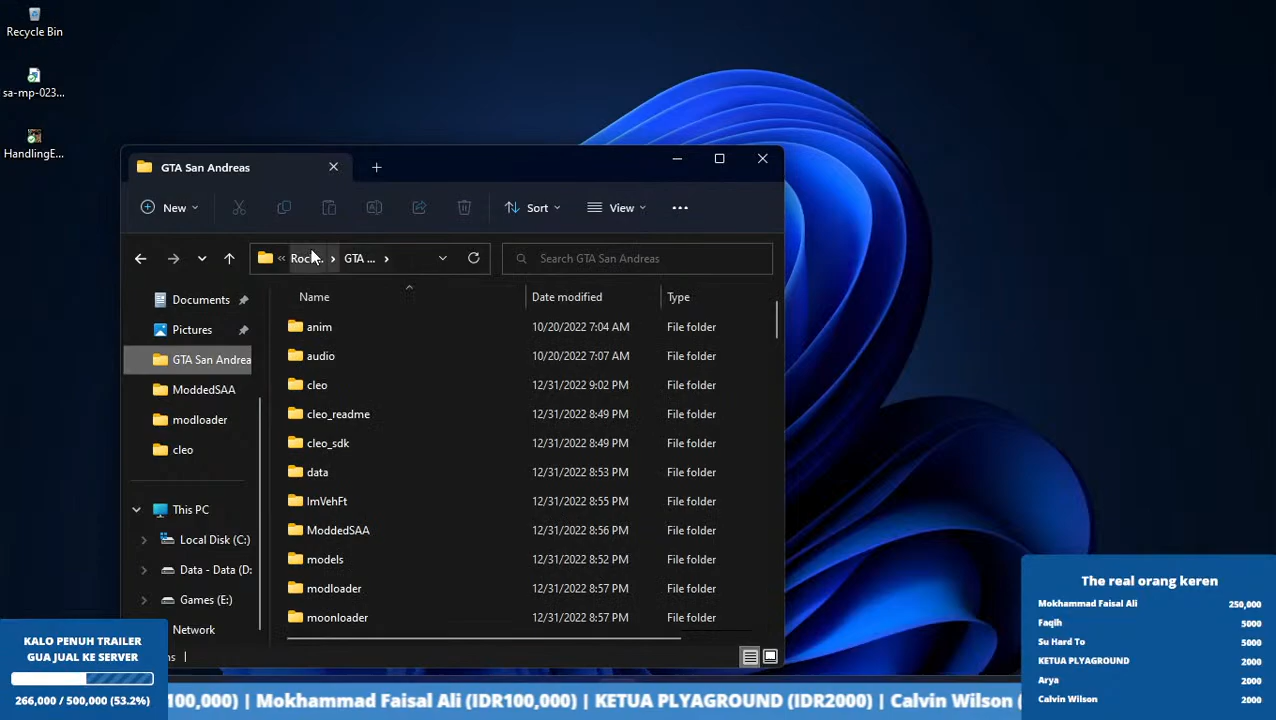 Recycle Bin
sa-mp-023...
HandlingE...
GTA San Andreas
New
Sort
View
Roc...
GTA ...
Search GTA San Andreas
Documents
Pictures
GTA San Andrea
ModdedSAA
modloader
cleo
This PC
Local Disk (C:)
Data - Data (D:
Games (E:)
Network
Name Date modified Type
anim 10/20/2022 7:04 AM File folder
audio 10/20/2022 7:07 AM File folder
cleo 12/31/2022 9:02 PM File folder
cleo_readme 12/31/2022 8:49 PM File folder
cleo_sdk 12/31/2022 8:49 PM File folder
data 12/31/2022 8:53 PM File folder
ImVehFt 12/31/2022 8:55 PM File folder
ModdedSAA 12/31/2022 8:56 PM File folder
models 12/31/2022 8:52 PM File folder
modloader 12/31/2022 8:57 PM File folder
moonloader 12/31/2022 8:57 PM File folder
KALO PENUH TRAILER
GUA JUAL KE SERVER
266,000 / 500,000 (53.2%)
The real orang keren
Mokhammad Faisal Ali 250,000
Faqih 5000
Su Hard To 5000
KETUA PLYAGROUND 2000
Arya 2000
Calvin Wilson 2000
100,000) | Mokhammad Faisal Ali (IDR100,000) | KETUA PLYAGROUND (IDR2000) | Calvin Wilson (